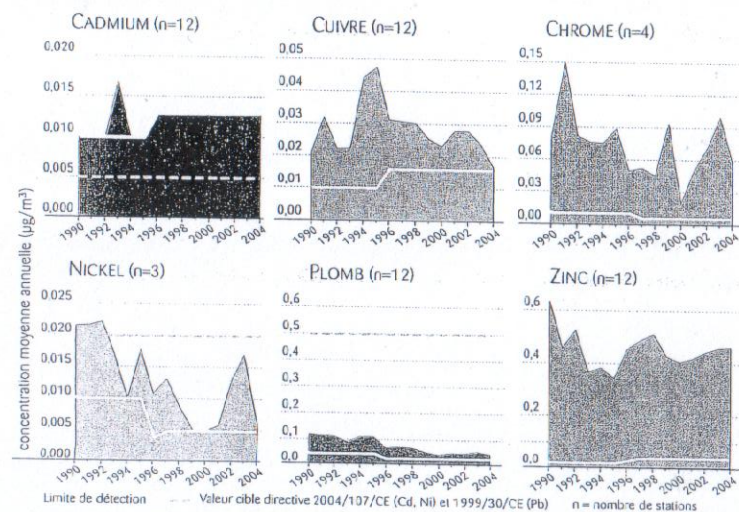 CADMIUM (n=12)
CUIVRE (n=12)
CHROME (n=4)
concentration moyenne annuelle (µg/m³)
0,020
0,015
0,010
0,005
0,000
1990 1992 1994 1996 1998 2000 2002 2004
0,05
0,04
0,03
0,02
0,01
0,00
1990 1992 1994 1996 1998 2000 2002 2004
0,15
0,12
0,09
0,06
0,03
0,00
1990 1992 1994 1996 1998 2000 2002 2004
NICKEL (n=3)
PLOMB (n=12)
ZINC (n=12)
0,025
0,020
0,015
0,010
0,005
0,000
1990 1992 1994 1996 1998 2000 2002 2004
0,6
0,5
0,4
0,3
0,2
0,1
0,0
1990 1992 1994 1996 1998 2000 2002 2004
0,6
0,4
0,2
0,0
1990 1992 1994 1996 1998 2000 2002 2004
Limite de détection Valeur cible directive 2004/107/CE (Cd, Ni) et 1999/30/CE (Pb) n = nombre de stations